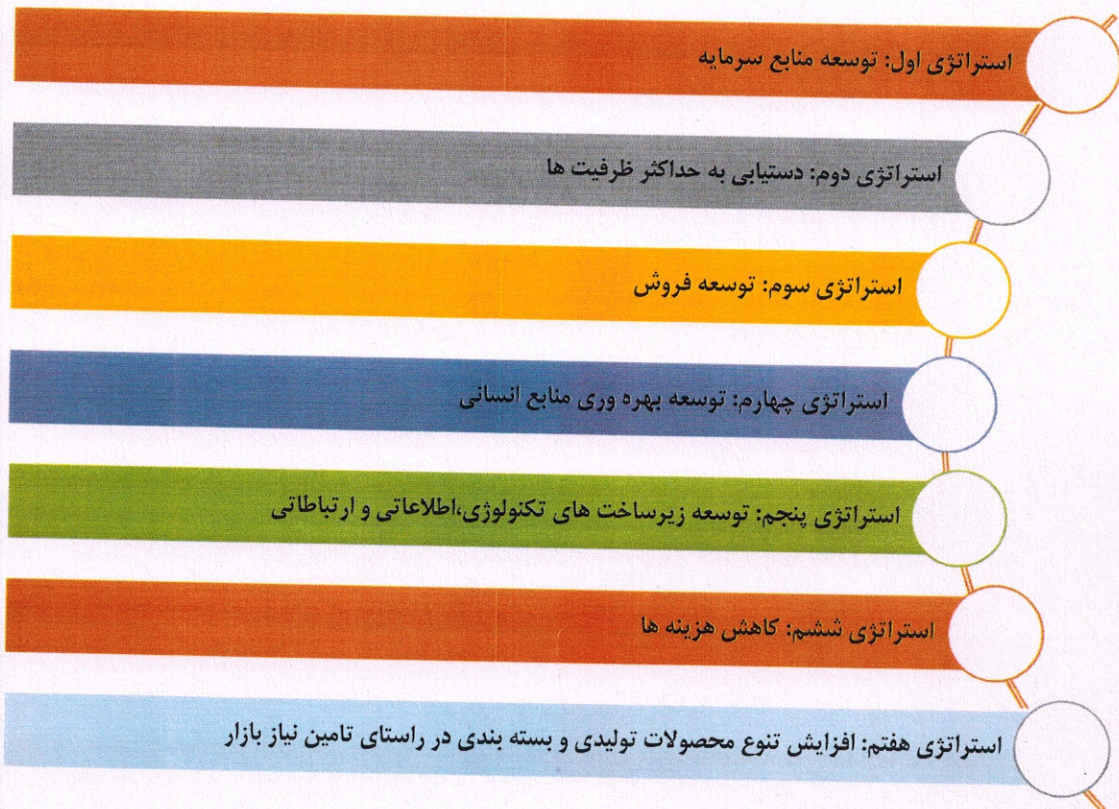 استراتژی اول: توسعه منابع سرمایه
استراتژی دوم: دستیابی به حداکثر ظرفیت ها
استراتژی سوم: توسعه فروش
استراتژی چهارم: توسعه بهره وری منابع انسانی
استراتژی پنجم: توسعه زیرساخت های تکنولوژی،اطلاعاتی و ارتباطاتی
استراتژی ششم: کاهش هزینه ها
استراتژی هفتم: افزایش تنوع محصولات تولیدی و بسته بندی در راستای تامین نیاز بازار